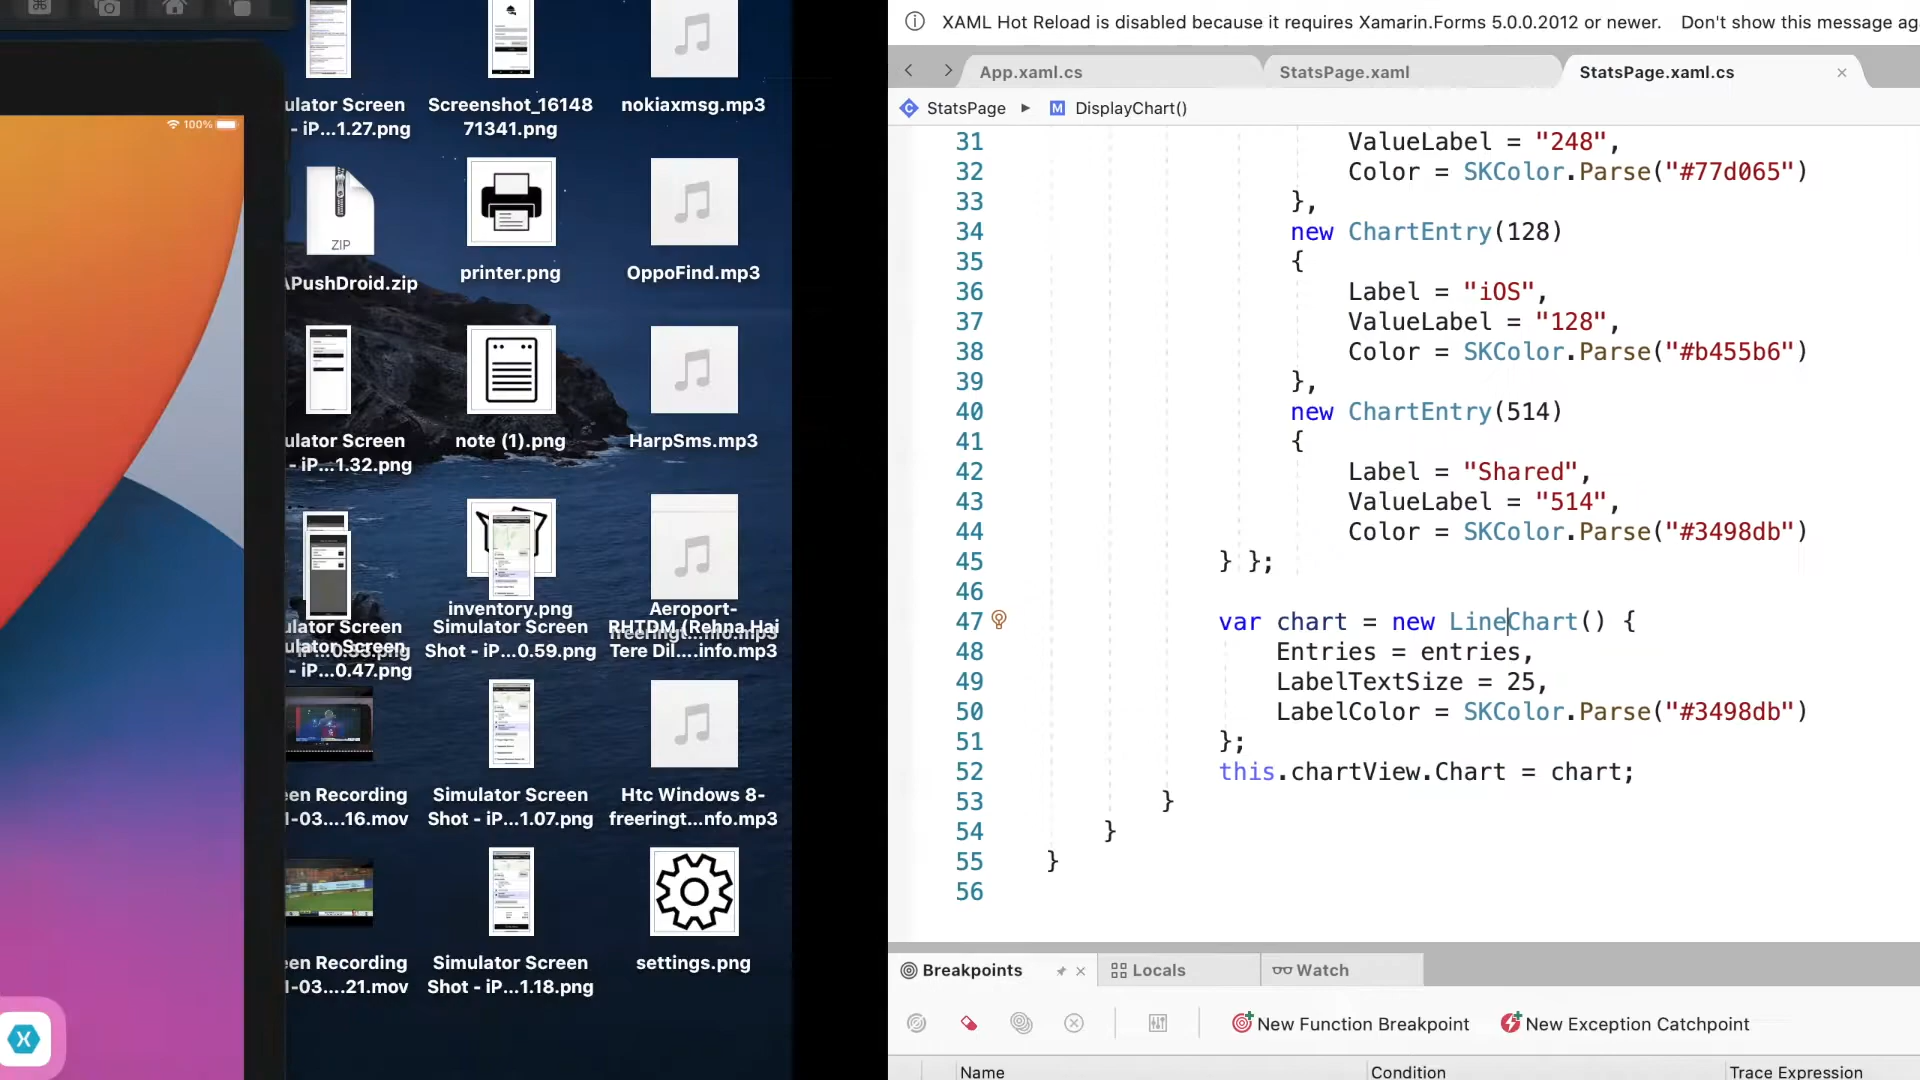 100%
ulator Screen
- iP...1.27.png
Screenshot_16148
71341.png
nokiaxmsg.mp3
ZIP
APushDroid.zip
printer.png
OppoFind.mp3
ulator Screen
- iP...1.32.png
note (1).png
HarpSms.mp3
inventory.png
Simulator Screen
Shot - iP...0.59.png
Aeroport-
RHTDM (Rehna Hai
Tere Dil....info.mp3
ulator Screen
ulator Screen
- iP...0.47.png
een Recording
l-03....16.mov
Simulator Screen
Shot - iP...1.07.png
Htc Windows 8-
freeringt...nfo.mp3
een Recording
l-03....21.mov
Simulator Screen
Shot - iP...1.18.png
settings.png
XAML Hot Reload is disabled because it requires Xamarin.Forms 5.0.0.2012 or newer. Don't show this message ag
App.xaml.cs
StatsPage.xaml
StatsPage.xaml.cs
StatsPage ▸ M DisplayChart()
31 ValueLabel = "248",
32 Color = SKColor.Parse("#77d065")
33 },
34 new ChartEntry(128)
35 {
36 Label = "iOS",
37 ValueLabel = "128",
38 Color = SKColor.Parse("#b455b6")
39 },
40 new ChartEntry(514)
41 {
42 Label = "Shared",
43 ValueLabel = "514",
44 Color = SKColor.Parse("#3498db")
45 } };
46
47 var chart = new LineChart() {
48 Entries = entries,
49 LabelTextSize = 25,
50 LabelColor = SKColor.Parse("#3498db")
51 };
52 this.chartView.Chart = chart;
53 }
54 }
55 }
56
Breakpoints
Locals
Watch
New Function Breakpoint
New Exception Catchpoint
Name
Condition
Trace Expression